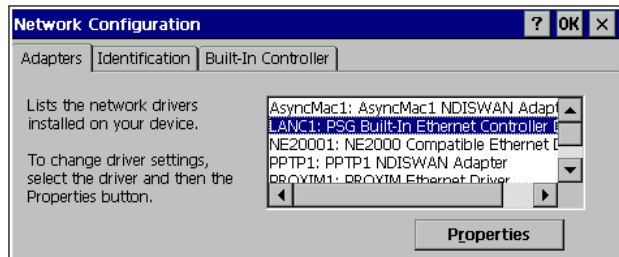 Network Configuration ? OK ×
Adapters Identification Built-In Controller
Lists the network drivers
installed on your device.
To change driver settings,
select the driver and then the
Properties button.
AsyncMac1: AsyncMac1 NDISWAN Adapt
LANC1: PSG Built-In Ethernet Controller D
NE20001: NE2000 Compatible Ethernet D
PPTP1: PPTP1 NDISWAN Adapter
PROXIM1: PROXIM Ethernet Driver
Properties